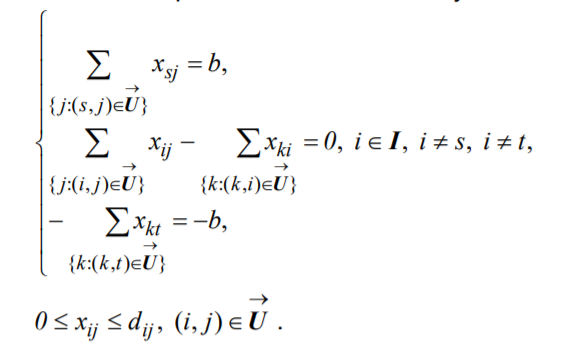 ∑ x_{sj} = b,
{j:(s,j)∈U⃗}
∑ x_{ij} − ∑ x_{ki} = 0, i ∈ I, i ≠ s, i ≠ t,
{j:(i,j)∈U⃗} {k:(k,i)∈U⃗}
− ∑ x_{kt} = −b,
{k:(k,t)∈U⃗}
0 ≤ x_{ij} ≤ d_{ij}, (i,j) ∈ U⃗ .